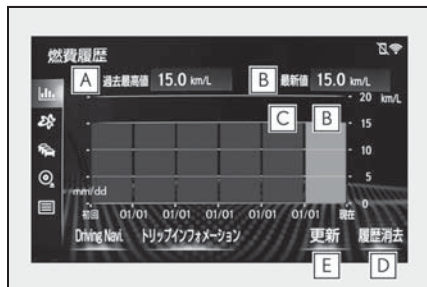 燃費履歴
A 過去最高値 15.0 km/L B 最新値 15.0 km/L
20 km/L
C B
15
10
5
mm/dd 0
初回 01/01 01/01 01/01 01/01 01/01 現在
Driving Navi. トリップインフォメーション 更新 履歴消去
E D